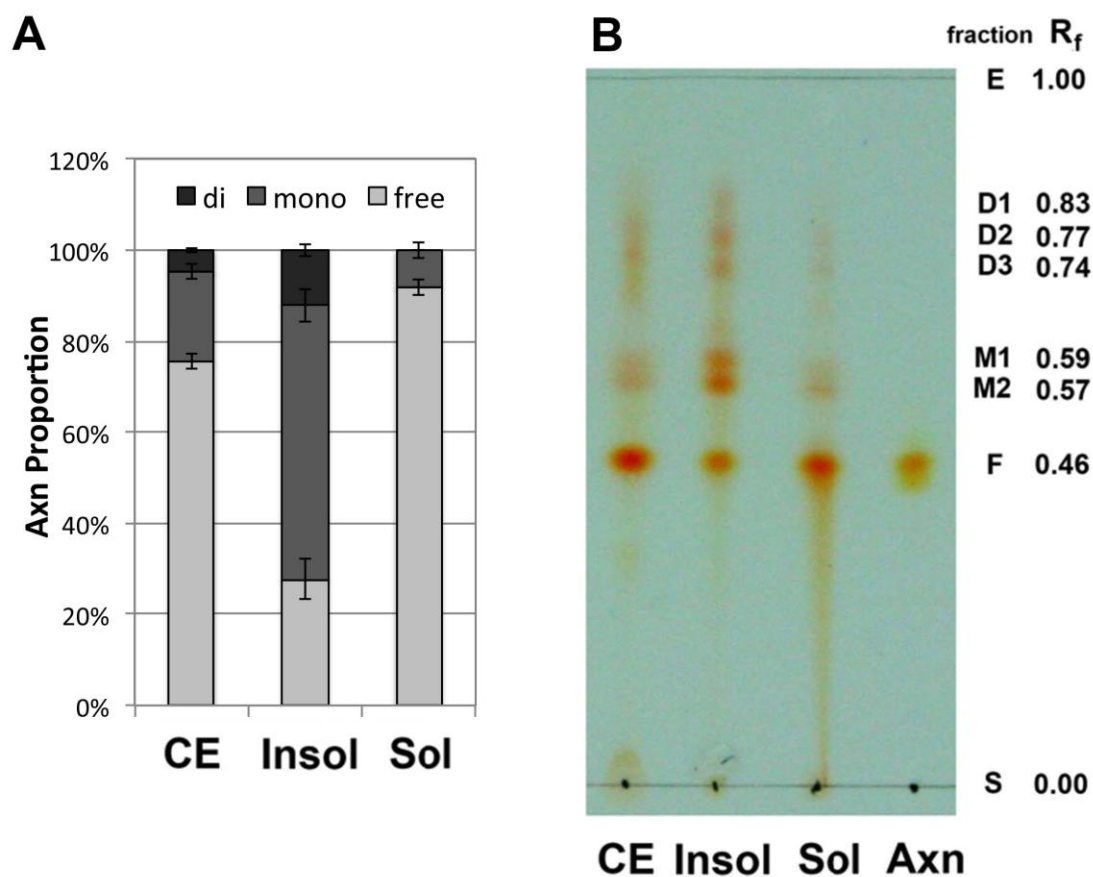 A
120%
di mono free
100%
80%
60%
40%
20%
0%
Axn Proportion
CE Insol Sol
B
fraction Rf
E 1.00
D1 0.83
D2 0.77
D3 0.74
M1 0.59
M2 0.57
F 0.46
S 0.00
CE Insol Sol Axn